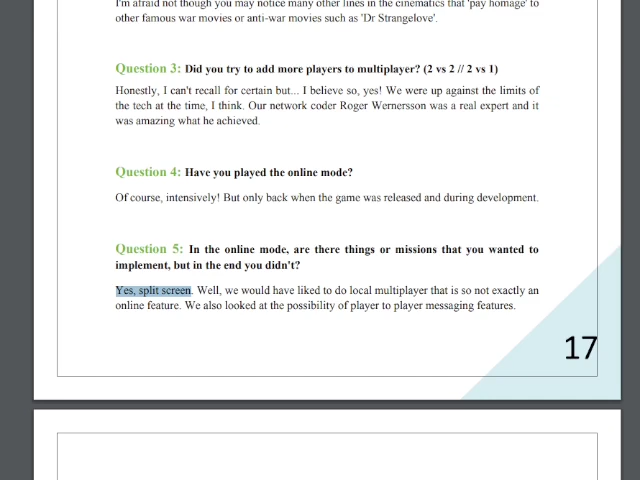 I'm afraid not though you may notice many other lines in the cinematics that 'pay homage' to
other famous war movies or anti-war movies such as 'Dr Strangelove'.
Question 3: Did you try to add more players to multiplayer? (2 vs 2 // 2 vs 1)
Honestly, I can't recall for certain but... I believe so, yes! We were up against the limits of
the tech at the time, I think. Our network coder Roger Wernersson was a real expert and it
was amazing what he achieved.
Question 4: Have you played the online mode?
Of course, intensively! But only back when the game was released and during development.
Question 5: In the online mode, are there things or missions that you wanted to
implement, but in the end you didn't?
Yes, split screen. Well, we would have liked to do local multiplayer that is so not exactly an
online feature. We also looked at the possibility of player to player messaging features.
17